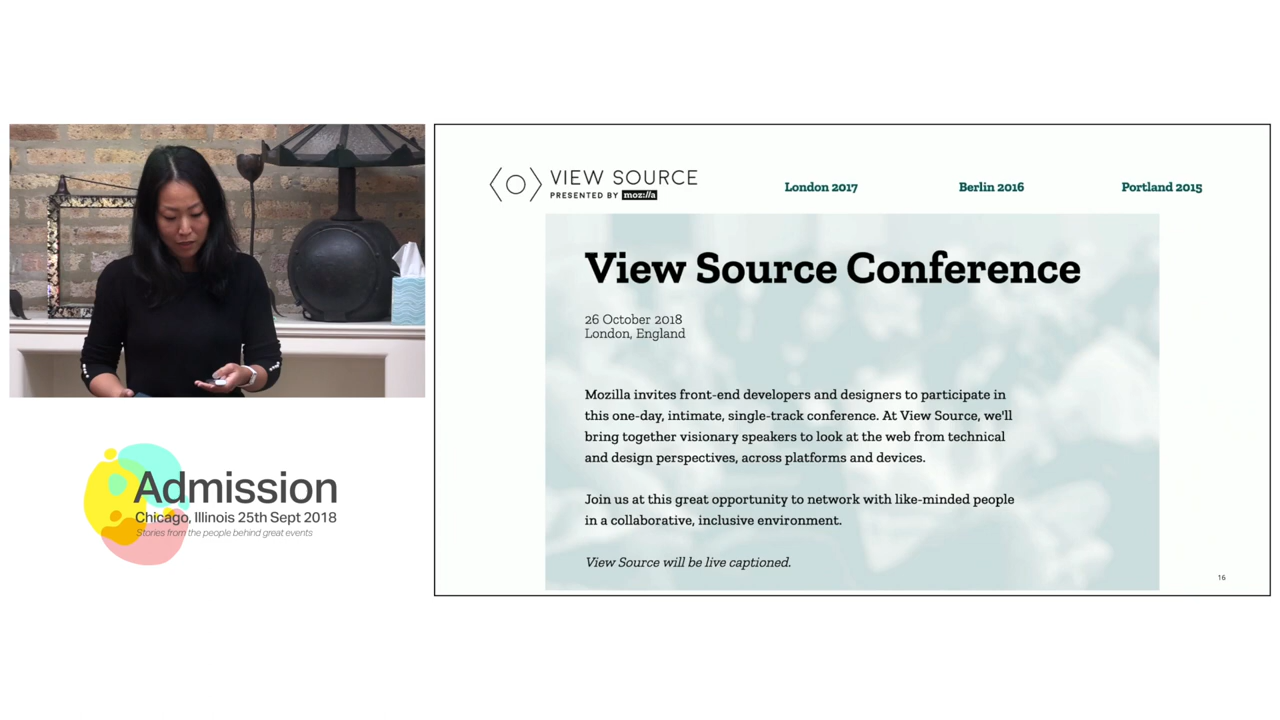 VIEW SOURCE
PRESENTED BY moz://a
London 2017
Berlin 2016
Portland 2015
View Source Conference
26 October 2018
London, England
Mozilla invites front-end developers and designers to participate in
this one-day, intimate, single-track conference. At View Source, we'll
bring together visionary speakers to look at the web from technical
and design perspectives, across platforms and devices.
Join us at this great opportunity to network with like-minded people
in a collaborative, inclusive environment.
View Source will be live captioned.
16
Admission
Chicago, Illinois 25th Sept 2018
Stories from the people behind great events